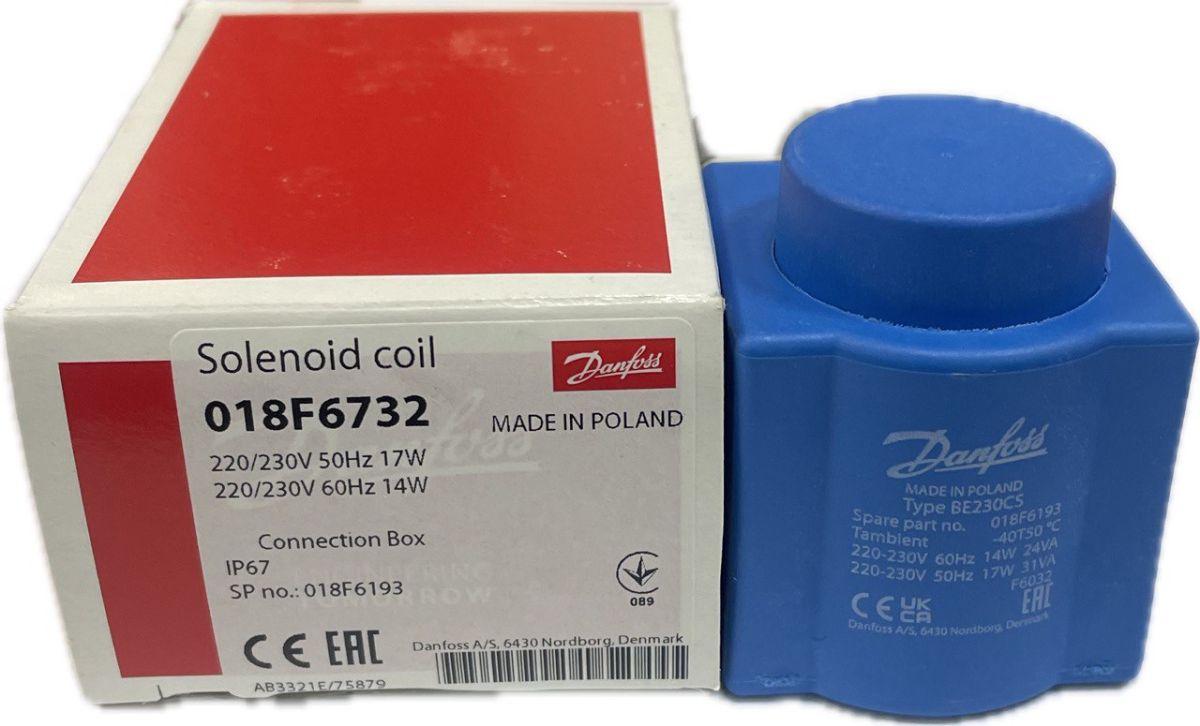 Solenoid coil
Danfoss
018F6732
MADE IN POLAND
220/230V 50Hz 17W
220/230V 60Hz 14W
Danfoss
Connection Box
IP67
ENGINEERING
TOMORROW
SP no.: 018F6193
089
CE EAC
Danfoss A/S, 6430 Nordborg, Denmark
AB3321E/75879
Danfoss
MADE IN POLAND
Type BE230CS
Spare part no. 018F6193
Tambient -40T50 °C
220-230V 60Hz 14W 24VA
220-230V 50Hz 17W 31VA
F6032
CE UK CA EAC
Danfoss A/S, 6430 Nordborg, Denmark